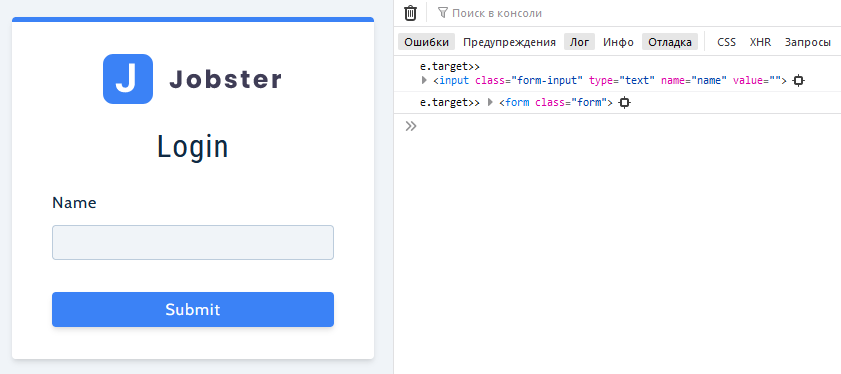 J Jobster
Login
Name
Submit
Поиск в консоли
Ошибки Предупреждения Лог Инфо Отладка CSS XHR Запросы
e.target>>
<input class="form-input" type="text" name="name" value="">
e.target>> <form class="form">